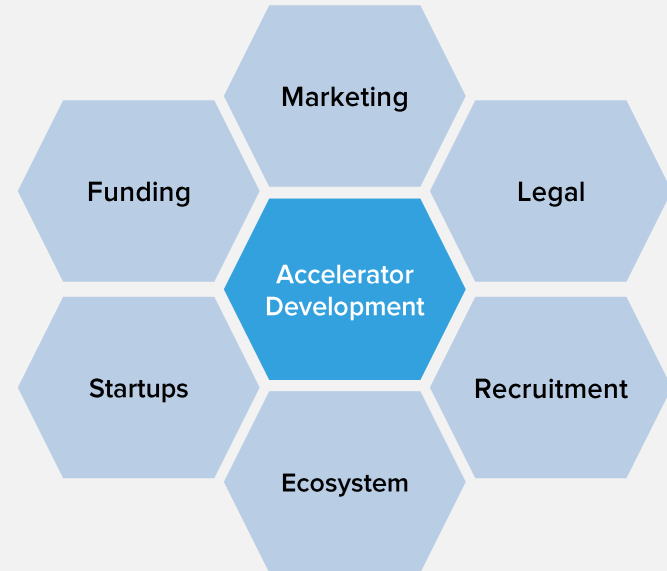 Marketing
Funding
Legal
Accelerator
Development
Startups
Recruitment
Ecosystem